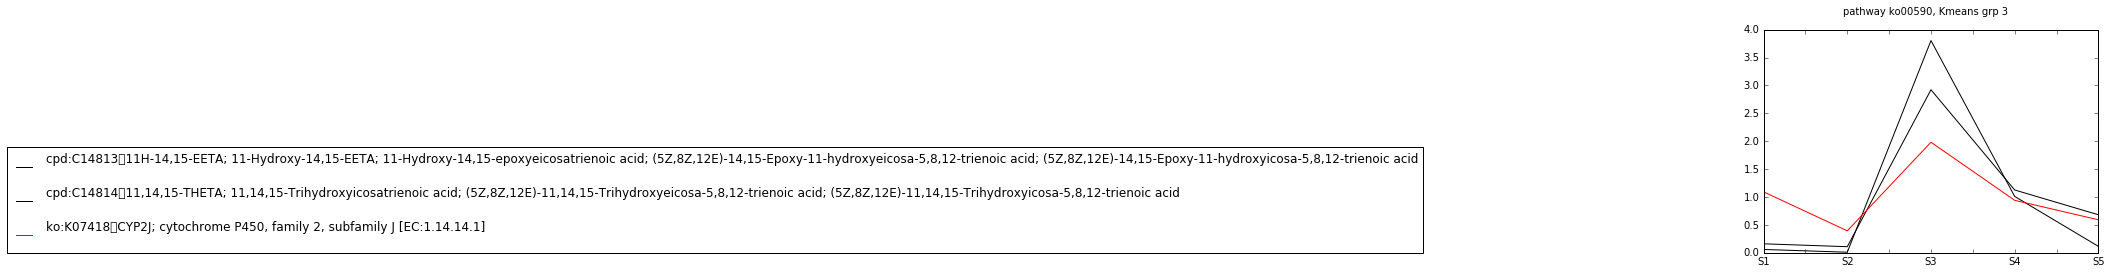 pathway ko00590, Kmeans grp 3
4.0
3.5
3.0
2.5
2.0
1.5
1.0
0.5
0.0
S1 S2 S3 S4 S5
cpd:C14813▯11H-14,15-EETA; 11-Hydroxy-14,15-EETA; 11-Hydroxy-14,15-epoxyeicosatrienoic acid; (5Z,8Z,12E)-14,15-Epoxy-11-hydroxyeicosa-5,8,12-trienoic acid; (5Z,8Z,12E)-14,15-Epoxy-11-hydroxyicosa-5,8,12-trienoic acid
cpd:C14814▯11,14,15-THETA; 11,14,15-Trihydroxyicosatrienoic acid; (5Z,8Z,12E)-11,14,15-Trihydroxyeicosa-5,8,12-trienoic acid; (5Z,8Z,12E)-11,14,15-Trihydroxyicosa-5,8,12-trienoic acid
ko:K07418▯CYP2J; cytochrome P450, family 2, subfamily J [EC:1.14.14.1]